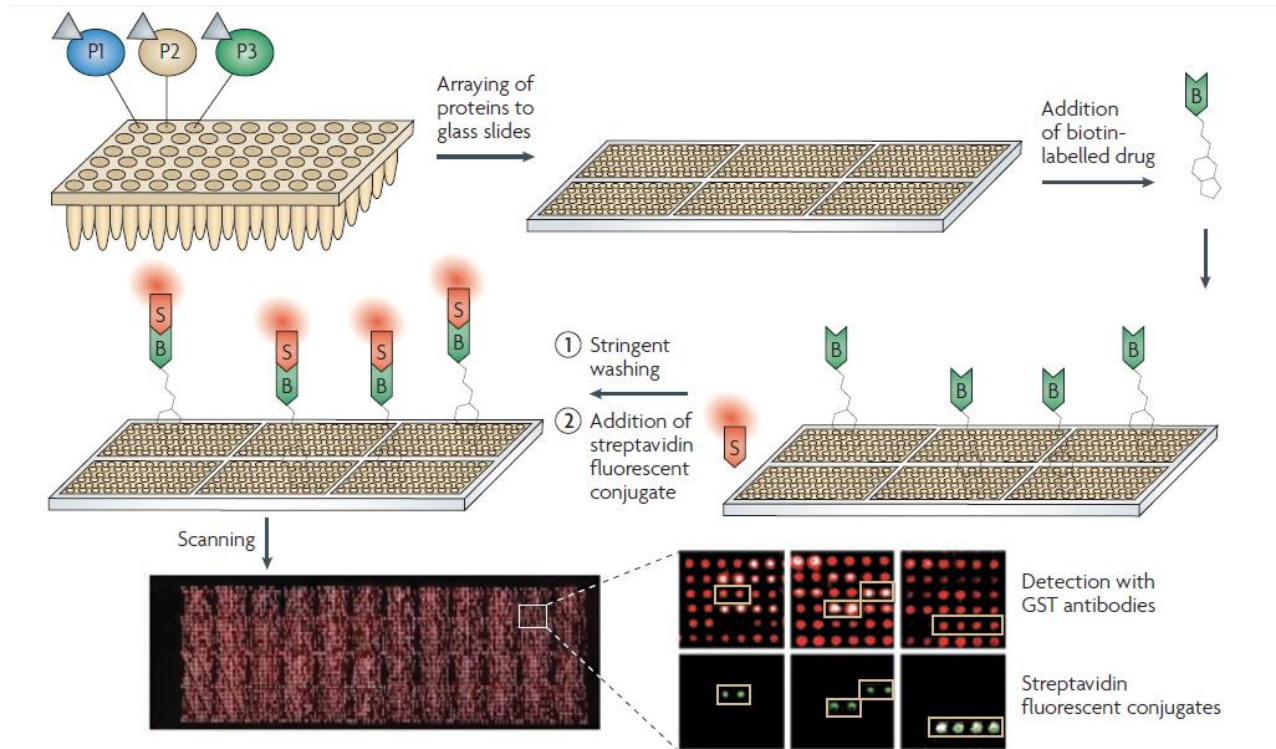 P1
P2
P3
Arraying of
proteins to
glass slides
Addition
of biotin-
labelled drug
B
B
B
B
B
S
① Stringent
washing
② Addition of
streptavidin
fluorescent
conjugate
S
B
S
B
S
B
S
B
Scanning
Detection with
GST antibodies
Streptavidin
fluorescent conjugates